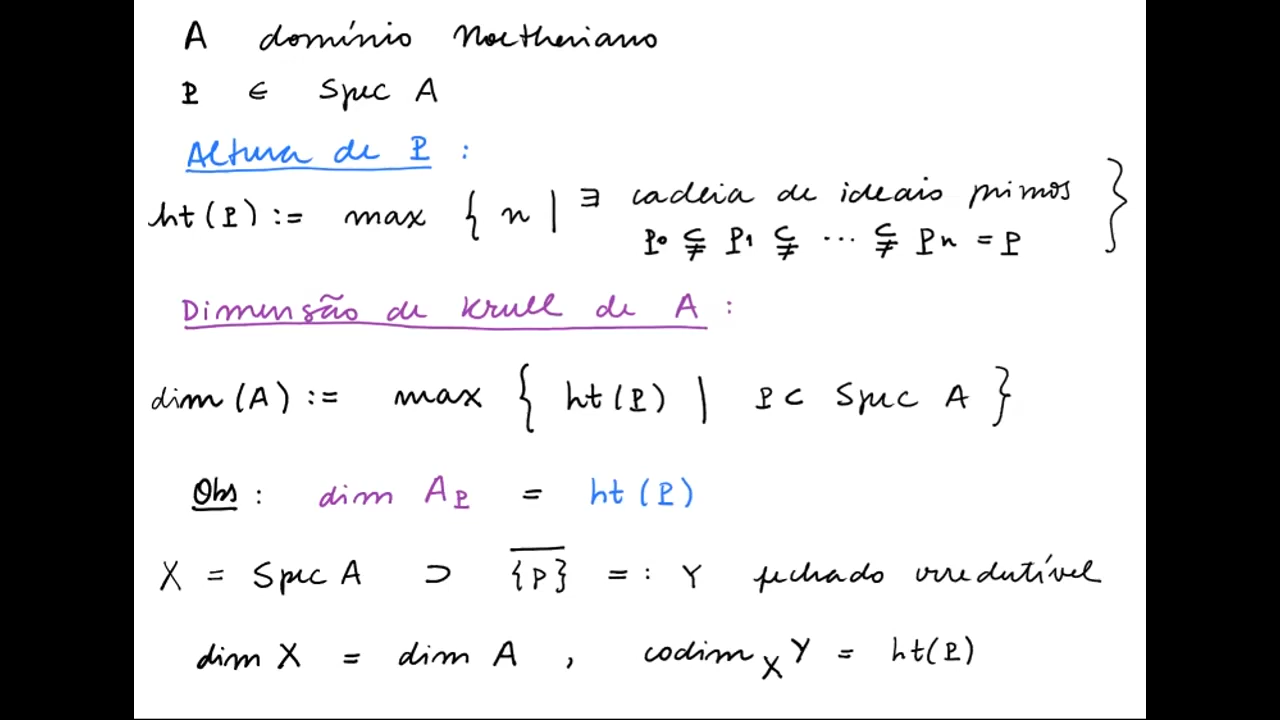 A domínio Noetheriano
P ∈ Spec A
Altura de P :
ht(P) := max { n | ∃ cadeia de ideais primos
P0 ⊊ P1 ⊊ ... ⊊ Pn = P }
Dimensão de Krull de A :
dim(A) := max { ht(P) | P ⊂ Spec A }
Obs : dim A_P = ht(P)
X = Spec A ⊃ \overline{{P}} =: Y fechado irredutível
dim X = dim A , codim_X Y = ht(P)